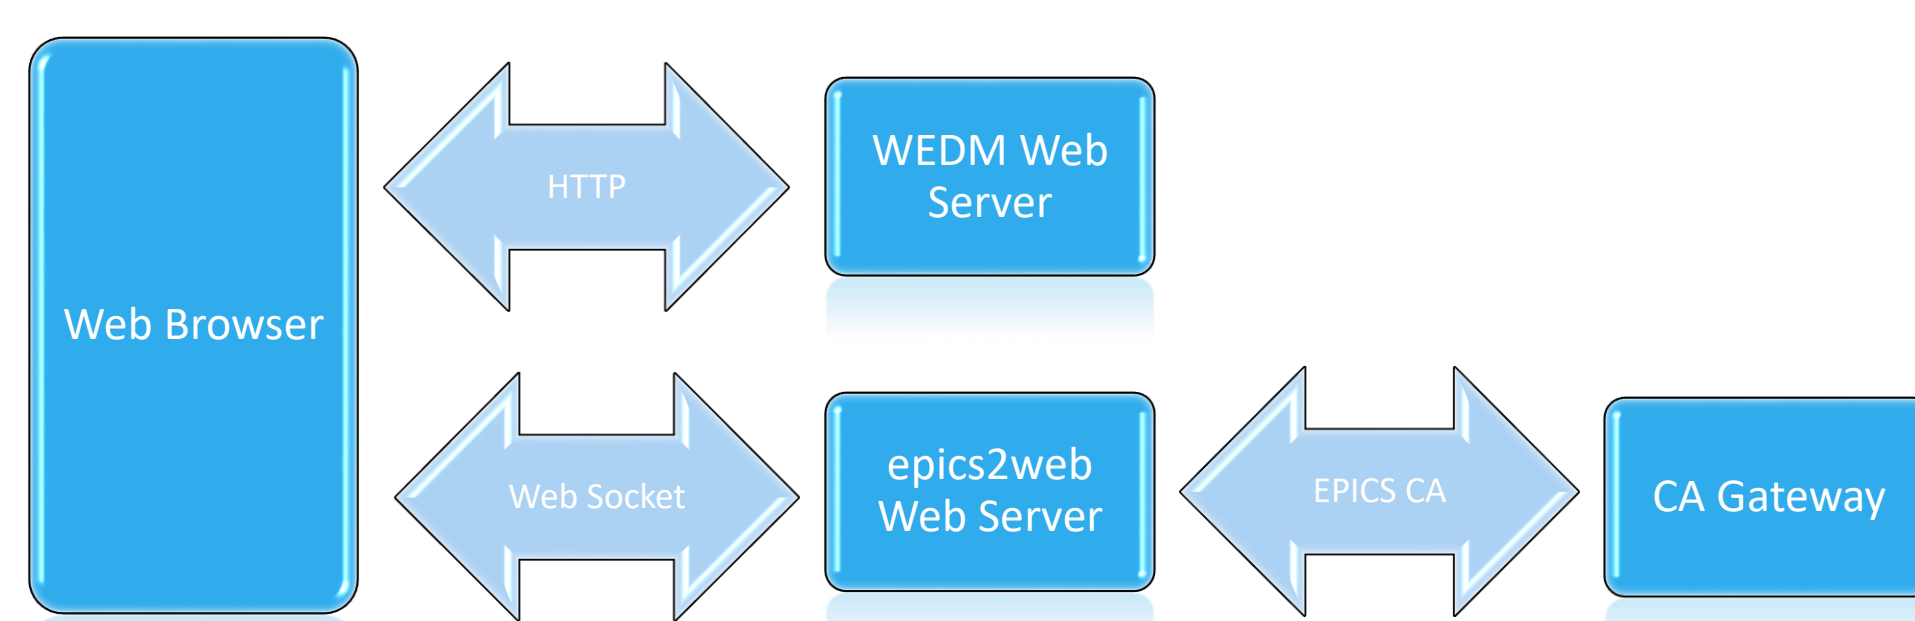 Web Browser
HTTP
WEDM Web
Server
Web Socket
epics2web
Web Server
EPICS CA
CA Gateway